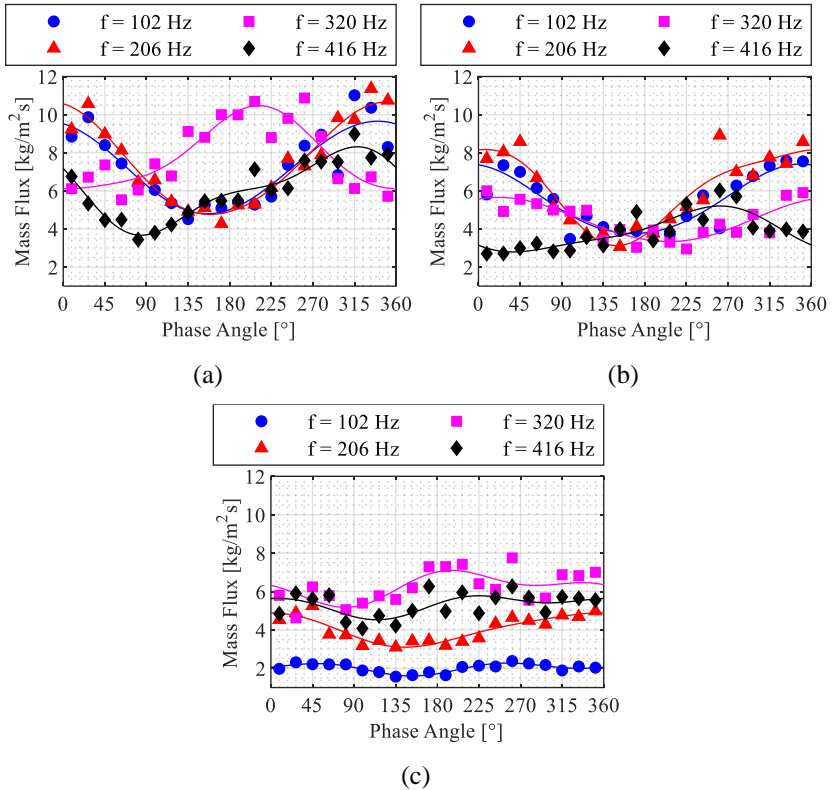 f = 102 Hz f = 320 Hz
f = 206 Hz f = 416 Hz
Mass Flux [kg/m²s]
12
10
8
6
4
2
0 45 90 135 180 225 270 315 360
Phase Angle [°]
(a)
f = 102 Hz f = 320 Hz
f = 206 Hz f = 416 Hz
Mass Flux [kg/m²s]
12
10
8
6
4
2
0 45 90 135 180 225 270 315 360
Phase Angle [°]
(b)
f = 102 Hz f = 320 Hz
f = 206 Hz f = 416 Hz
Mass Flux [kg/m²s]
12
10
8
6
4
2
0 45 90 135 180 225 270 315 360
Phase Angle [°]
(c)